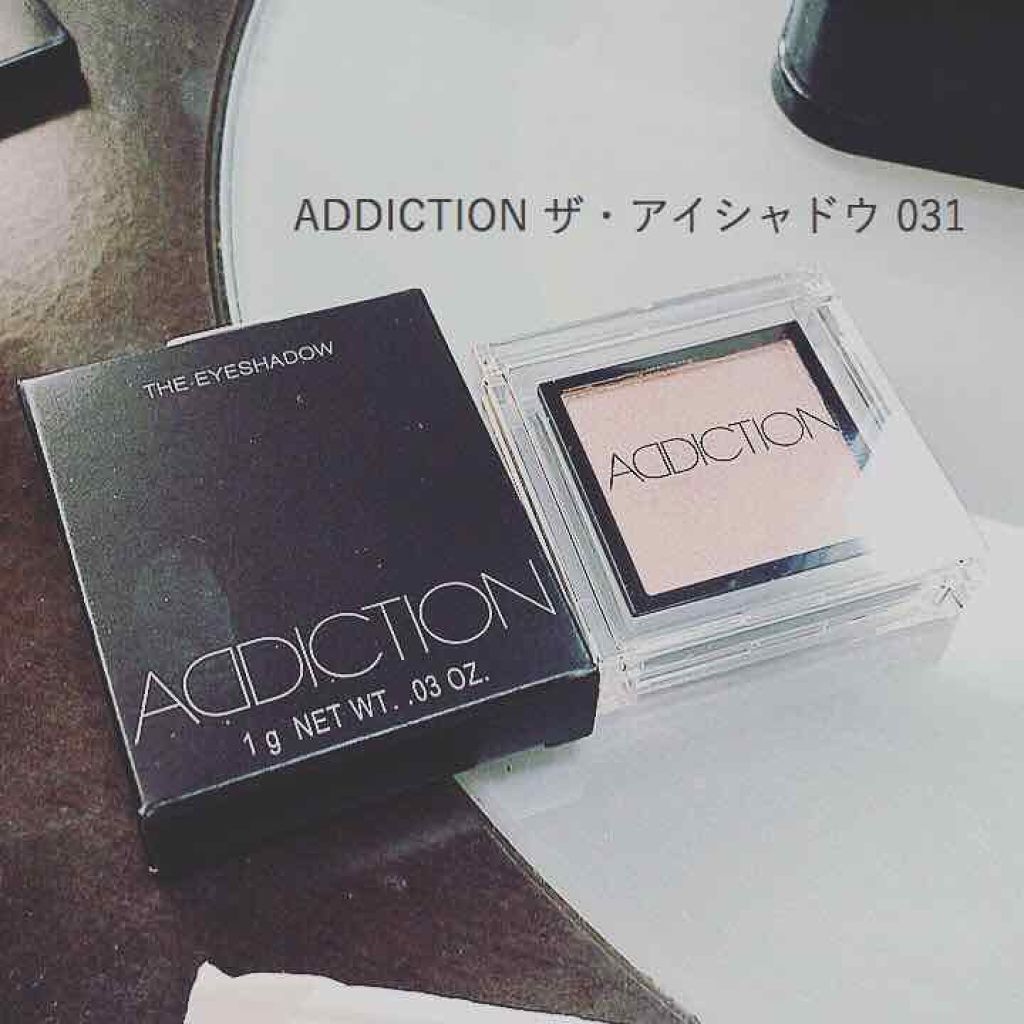 ADDICTION ザ・アイシャドウ 031
THE EYESHADOW
ADDICTION
1 g NET WT. .03 OZ.
ADDICTION